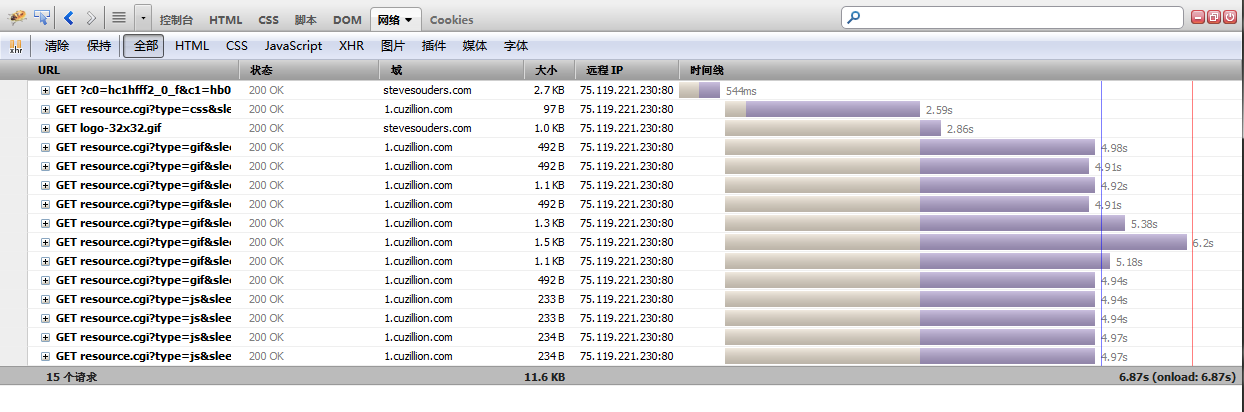 控制台 HTML CSS 脚本 DOM 网络 Cookies
xhr 清除 保持 全部 HTML CSS JavaScript XHR 图片 插件 媒体 字体
URL 状态 域 大小 远程 IP 时间线
GET ?c0=hc1hfff2_0_f&c1=hb0 200 OK stevesouders.com 2.7 KB 75.119.221.230:80 544ms
GET resource.cgi?type=css&slee 200 OK 1.cuzillion.com 97 B 75.119.221.230:80 2.59s
GET logo-32x32.gif 200 OK stevesouders.com 1.0 KB 75.119.221.230:80 2.86s
GET resource.cgi?type=gif&slee 200 OK 1.cuzillion.com 492 B 75.119.221.230:80 4.98s
GET resource.cgi?type=gif&slee 200 OK 1.cuzillion.com 492 B 75.119.221.230:80 4.91s
GET resource.cgi?type=gif&slee 200 OK 1.cuzillion.com 1.1 KB 75.119.221.230:80 4.92s
GET resource.cgi?type=gif&slee 200 OK 1.cuzillion.com 492 B 75.119.221.230:80 4.91s
GET resource.cgi?type=gif&slee 200 OK 1.cuzillion.com 1.3 KB 75.119.221.230:80 5.38s
GET resource.cgi?type=gif&slee 200 OK 1.cuzillion.com 1.5 KB 75.119.221.230:80 6.2s
GET resource.cgi?type=gif&slee 200 OK 1.cuzillion.com 1.1 KB 75.119.221.230:80 5.18s
GET resource.cgi?type=gif&slee 200 OK 1.cuzillion.com 492 B 75.119.221.230:80 4.94s
GET resource.cgi?type=js&slee 200 OK 1.cuzillion.com 233 B 75.119.221.230:80 4.94s
GET resource.cgi?type=js&slee 200 OK 1.cuzillion.com 233 B 75.119.221.230:80 4.94s
GET resource.cgi?type=js&slee 200 OK 1.cuzillion.com 234 B 75.119.221.230:80 4.97s
GET resource.cgi?type=js&slee 200 OK 1.cuzillion.com 234 B 75.119.221.230:80 4.97s
15 个请求 11.6 KB 6.87s (onload: 6.87s)